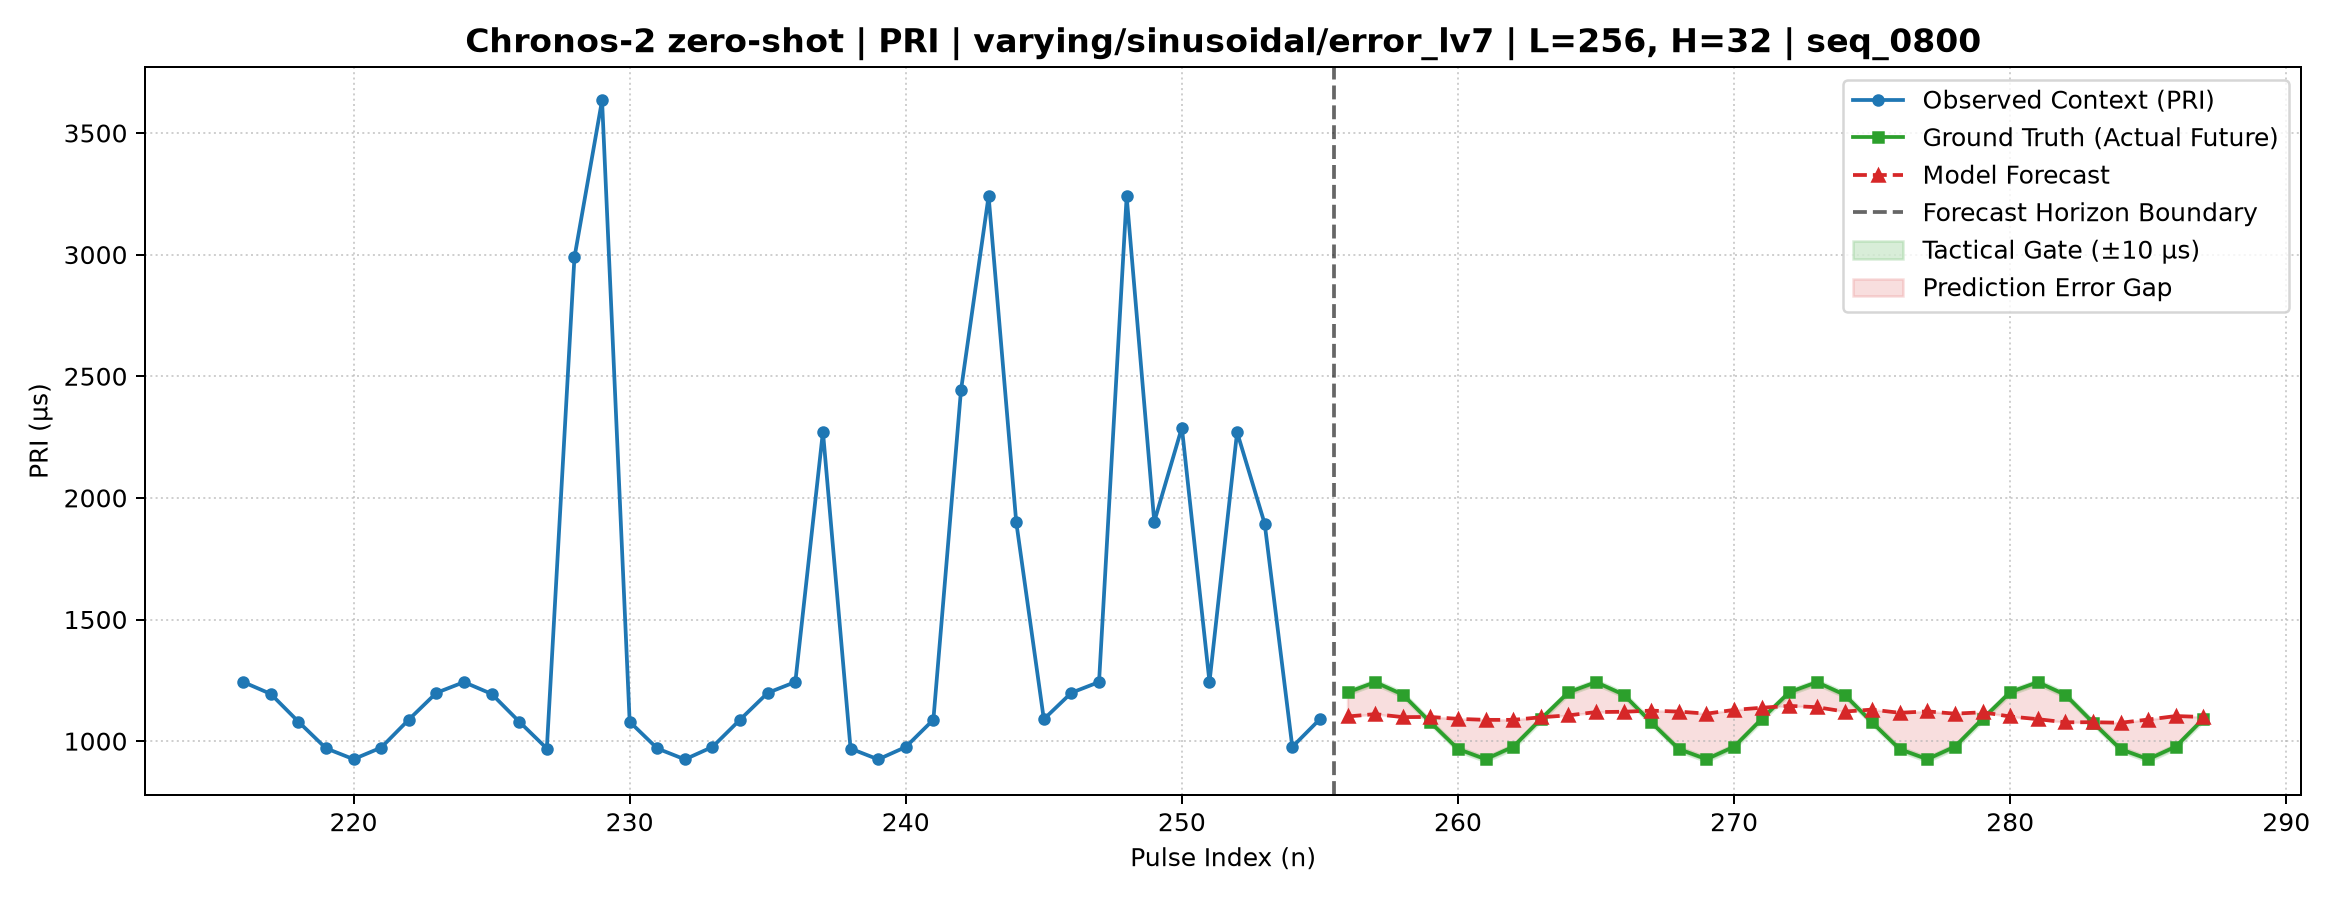 Chronos-2 zero-shot | PRI | varying/sinusoidal/error_lv7 | L=256, H=32 | seq_0800
Observed Context (PRI)
Ground Truth (Actual Future)
Model Forecast
Forecast Horizon Boundary
Tactical Gate (±10 µs)
Prediction Error Gap
PRI (µs)
3500
3000
2500
2000
1500
1000
220
230
240
250
260
270
280
290
Pulse Index (n)